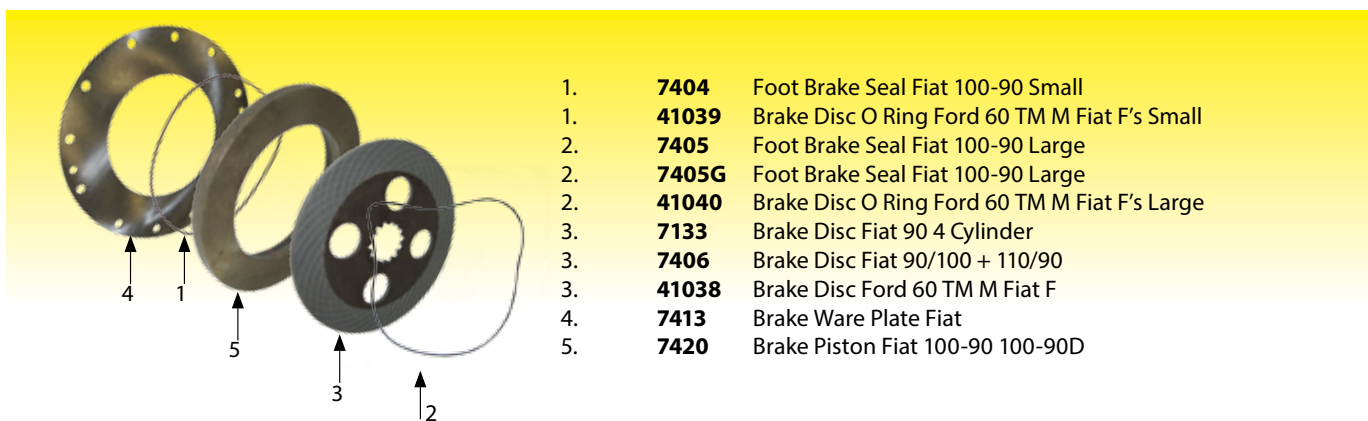 1. 7404 Foot Brake Seal Fiat 100-90 Small
1. 41039 Brake Disc O Ring Ford 60 TM M Fiat F's Small
2. 7405 Foot Brake Seal Fiat 100-90 Large
2. 7405G Foot Brake Seal Fiat 100-90 Large
2. 41040 Brake Disc O Ring Ford 60 TM M Fiat F's Large
3. 7133 Brake Disc Fiat 90 4 Cylinder
3. 7406 Brake Disc Fiat 90/100 + 110/90
3. 41038 Brake Disc Ford 60 TM M Fiat F
4. 7413 Brake Ware Plate Fiat
5. 7420 Brake Piston Fiat 100-90 100-90D
4
1
5
3
2